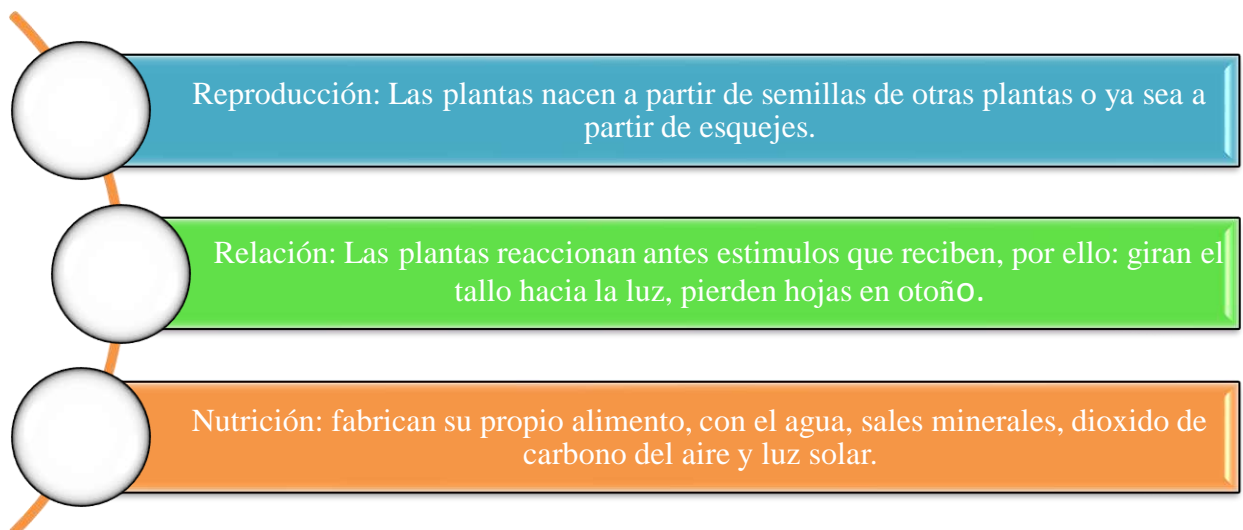 Reproducción: Las plantas nacen a partir de semillas de otras plantas o ya sea a
partir de esquejes.
Relación: Las plantas reaccionan antes estimulos que reciben, por ello: giran el
tallo hacia la luz, pierden hojas en otoño.
Nutrición: fabrican su propio alimento, con el agua, sales minerales, dioxido de
carbono del aire y luz solar.